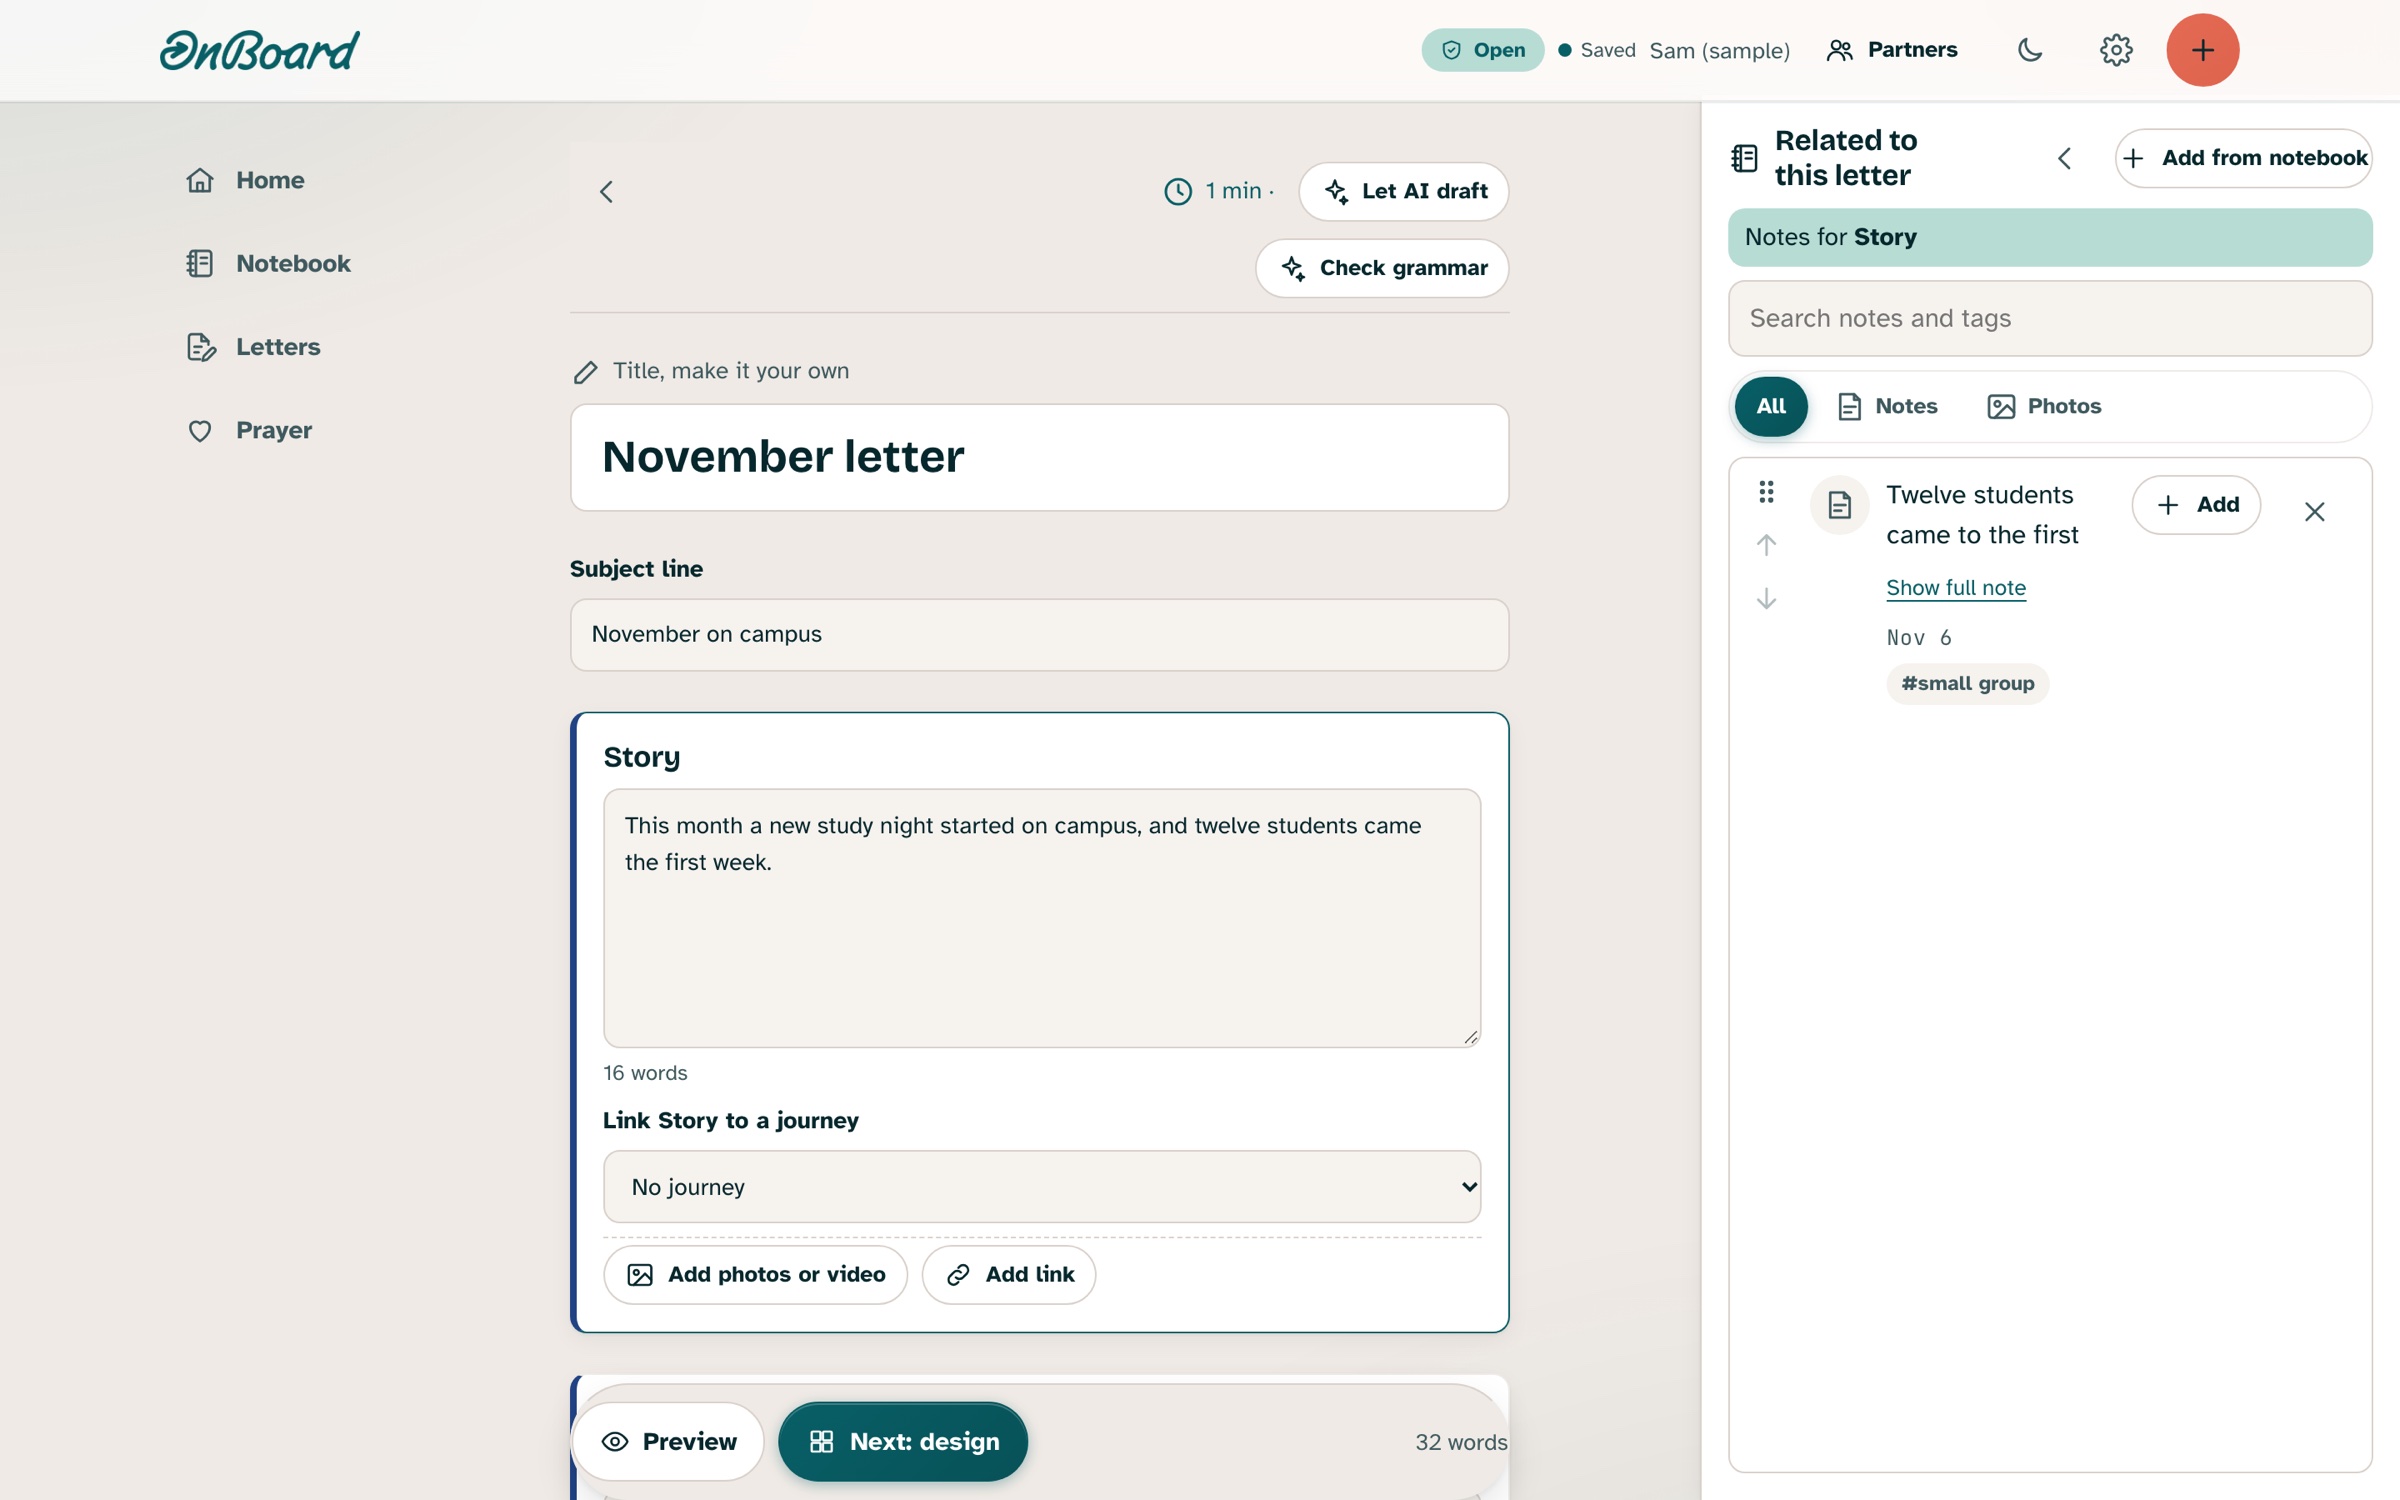 OnBoard
Open
Saved
Sam (sample)
Partners
Home
Notebook
Letters
Prayer
1 min ·
Let AI draft
Check grammar
Title, make it your own
November letter
Subject line
November on campus
Story
This month a new study night started on campus, and twelve students came
the first week.
16 words
Link Story to a journey
No journey
Add photos or video
Add link
Preview
Next: design
32 words
Related to
this letter
Add from notebook
Notes for Story
Search notes and tags
All
Notes
Photos
Twelve students
came to the first
Add
Show full note
Nov 6
#small group